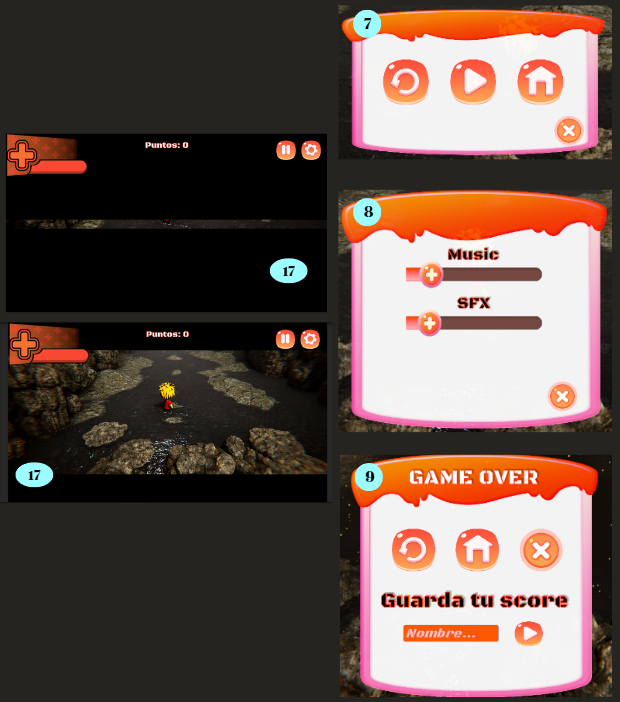 Puntos: 0
17
Puntos: 0
17
7
8
Music
SFX
9
GAME OVER
Guarda tu score
Nombre...